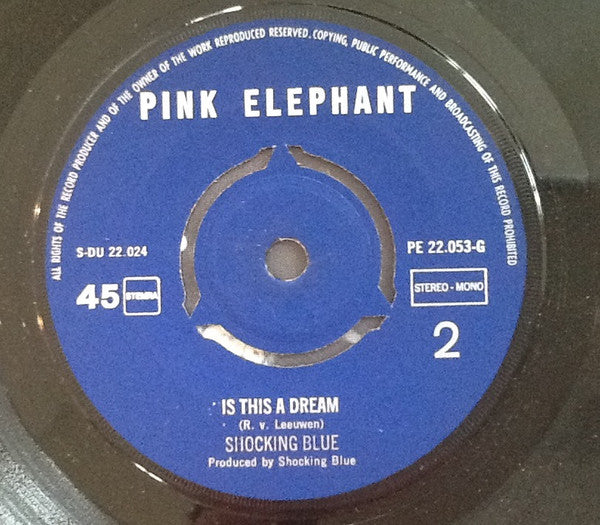 ALL RIGHTS OF THE RECORD PRODUCER AND OF THE OWNER OF THE WORK REPRODUCED RESERVED. COPYING, PUBLIC PERFORMANCE AND BROADCASTING OF THIS RECORD PROHIBITED
PINK ELEPHANT
S-DU 22.024
PE 22.053-G
45 STEMRA
STEREO - MONO
2
IS THIS A DREAM
(R. v. Leeuwen)
SHOCKING BLUE
Produced by Shocking Blue